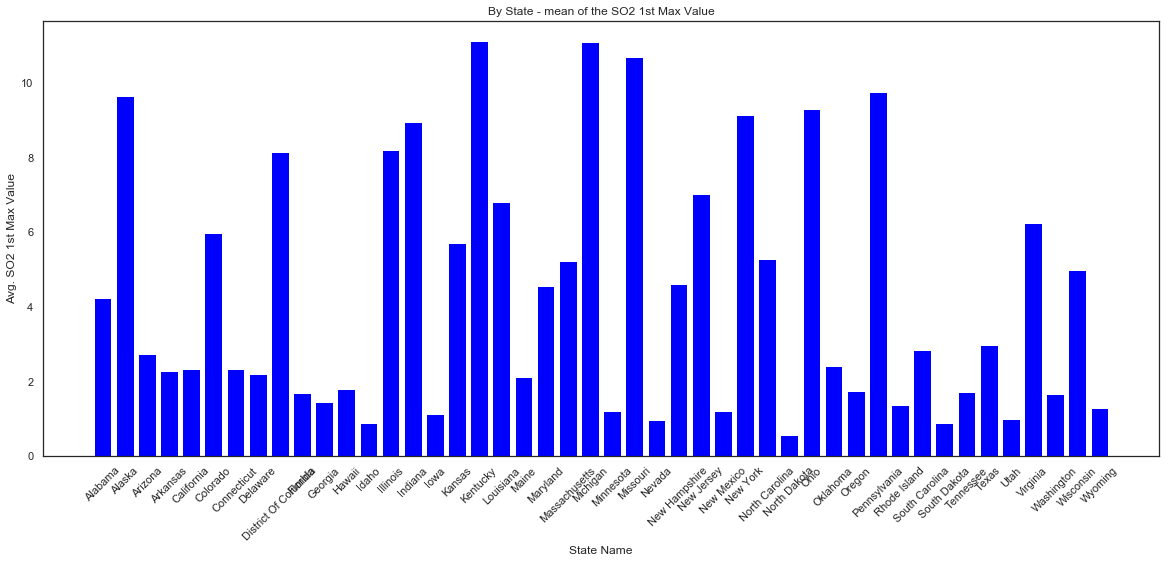 By State - mean of the SO2 1st Max Value
Avg. SO2 1st Max Value
10
8
6
4
2
0
Alabama
Alaska
Arizona
Arkansas
California
Colorado
Connecticut
Delaware
District Of Columbia
Florida
Georgia
Hawaii
Idaho
Illinois
Indiana
Iowa
Kansas
Kentucky
Louisiana
Maine
Maryland
Massachusetts
Michigan
Minnesota
Missouri
Nevada
New Hampshire
New Jersey
New Mexico
New York
North Carolina
North Dakota
Ohio
Oklahoma
Oregon
Pennsylvania
Rhode Island
South Carolina
South Dakota
Tennessee
Texas
Utah
Virginia
Washington
Wisconsin
Wyoming
State Name